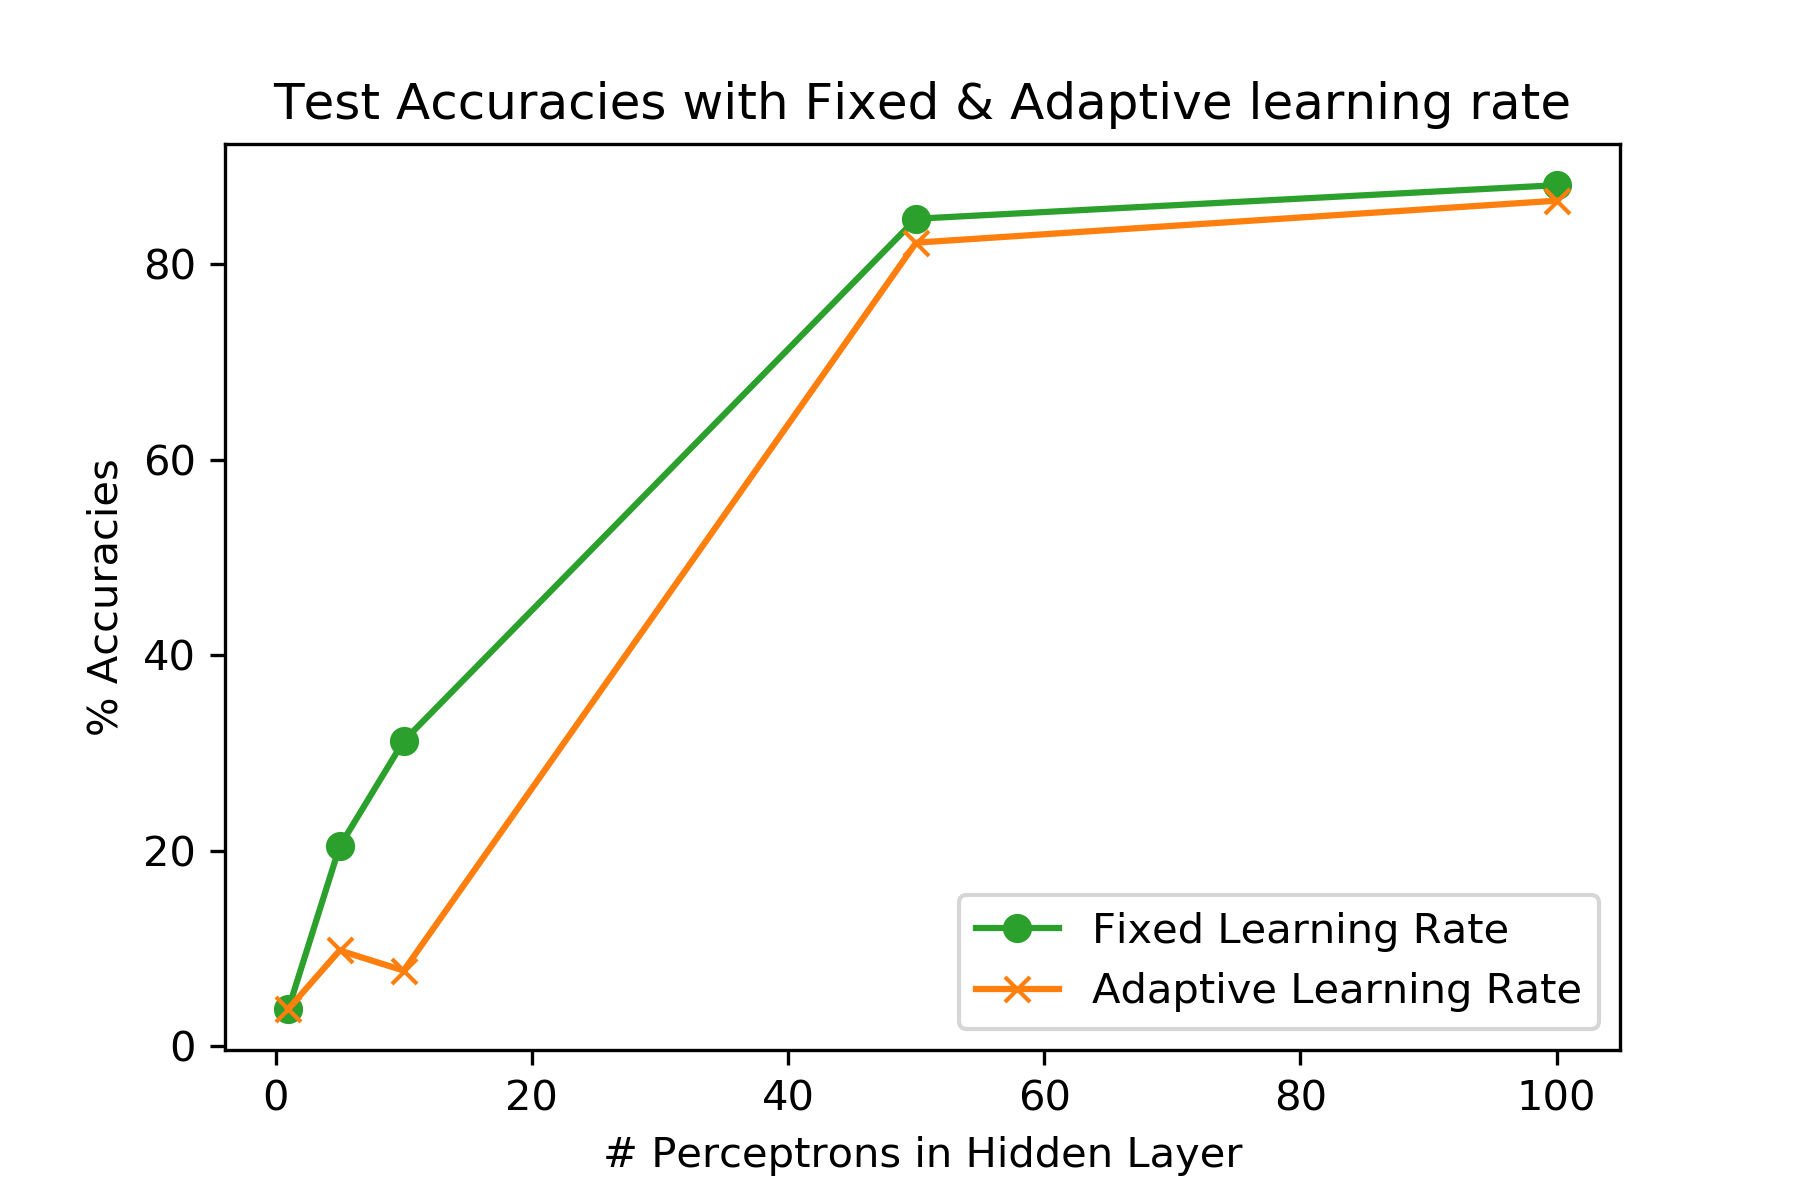 Test Accuracies with Fixed & Adaptive learning rate
% Accuracies
80
60
40
20
0
0 20 40 60 80 100
# Perceptrons in Hidden Layer
Fixed Learning Rate
Adaptive Learning Rate